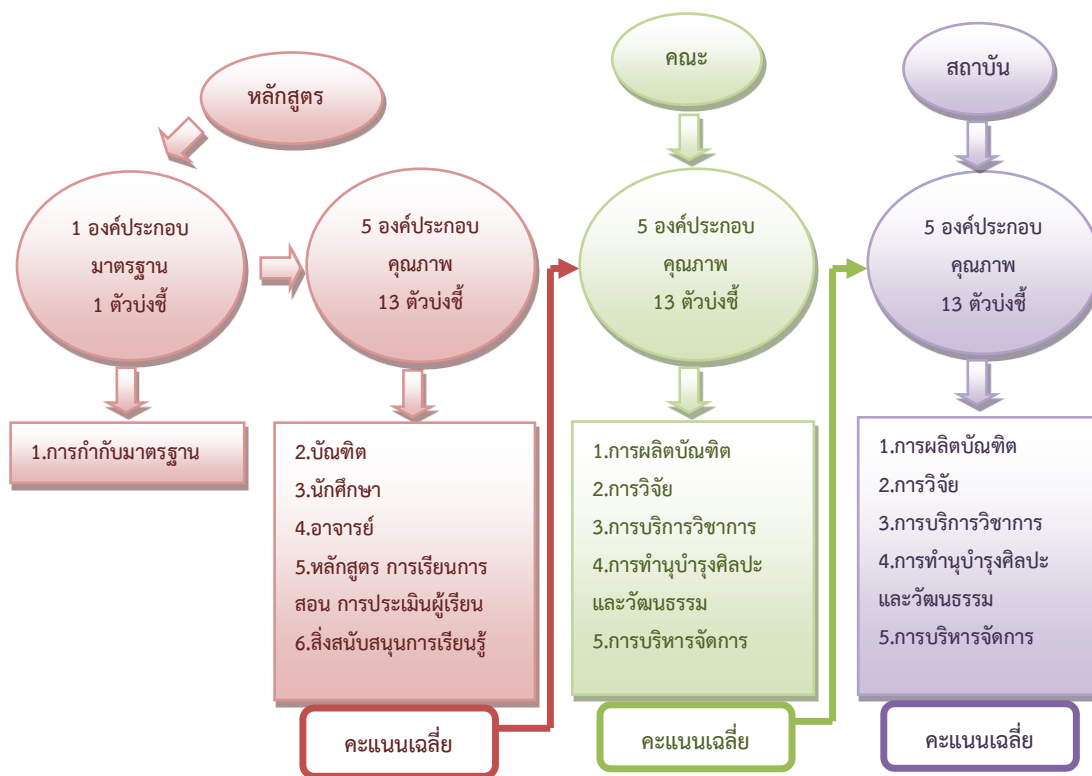 หลักสูตร
1 องค์ประกอบ
มาตรฐาน
1 ตัวบ่งชี้
1.การกำกับมาตรฐาน
5 องค์ประกอบ
คุณภาพ
13 ตัวบ่งชี้
2.บัณฑิต
3.นักศึกษา
4.อาจารย์
5.หลักสูตร การเรียนการ
สอน การประเมินผู้เรียน
6.สิ่งสนับสนุนการเรียนรู้
คะแนนเฉลี่ย
คณะ
5 องค์ประกอบ
คุณภาพ
13 ตัวบ่งชี้
1.การผลิตบัณฑิต
2.การวิจัย
3.การบริการวิชาการ
4.การทำนุบำรุงศิลปะ
และวัฒนธรรม
5.การบริหารจัดการ
คะแนนเฉลี่ย
สถาบัน
5 องค์ประกอบ
คุณภาพ
13 ตัวบ่งชี้
1.การผลิตบัณฑิต
2.การวิจัย
3.การบริการวิชาการ
4.การทำนุบำรุงศิลปะ
และวัฒนธรรม
5.การบริหารจัดการ
คะแนนเฉลี่ย